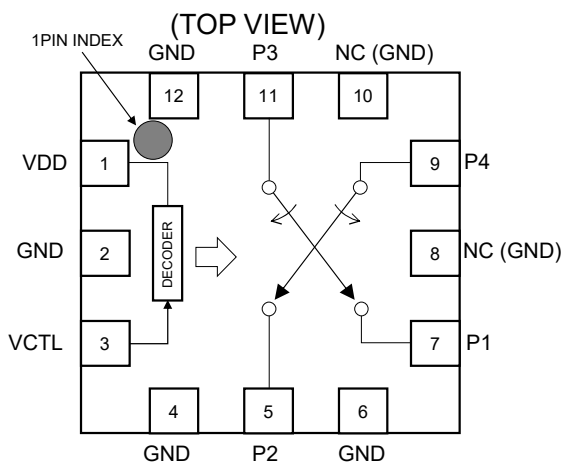 (TOP VIEW)
1PIN INDEX
GND P3 NC (GND)
12 11 10
VDD 1 9 P4
GND 2 DECODER 8 NC (GND)
VCTL 3 7 P1
4 5 6
GND P2 GND